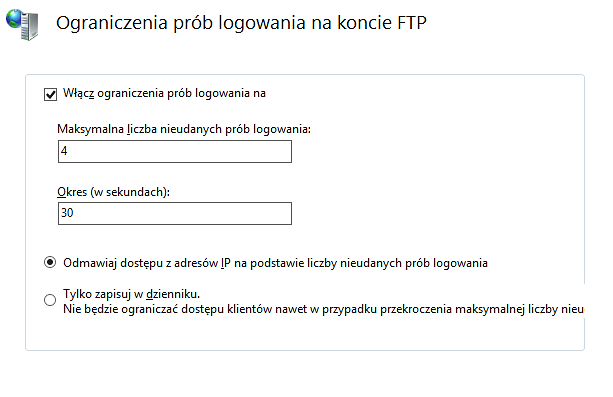 Ograniczenia prób logowania na koncie FTP
Włącz ograniczenia prób logowania na
Maksymalna liczba nieudanych prób logowania:
4
Okres (w sekundach):
30
Odmawiaj dostępu z adresów IP na podstawie liczby nieudanych prób logowania
Tylko zapisuj w dzienniku.
Nie będzie ograniczać dostępu klientów nawet w przypadku przekroczenia maksymalnej liczby